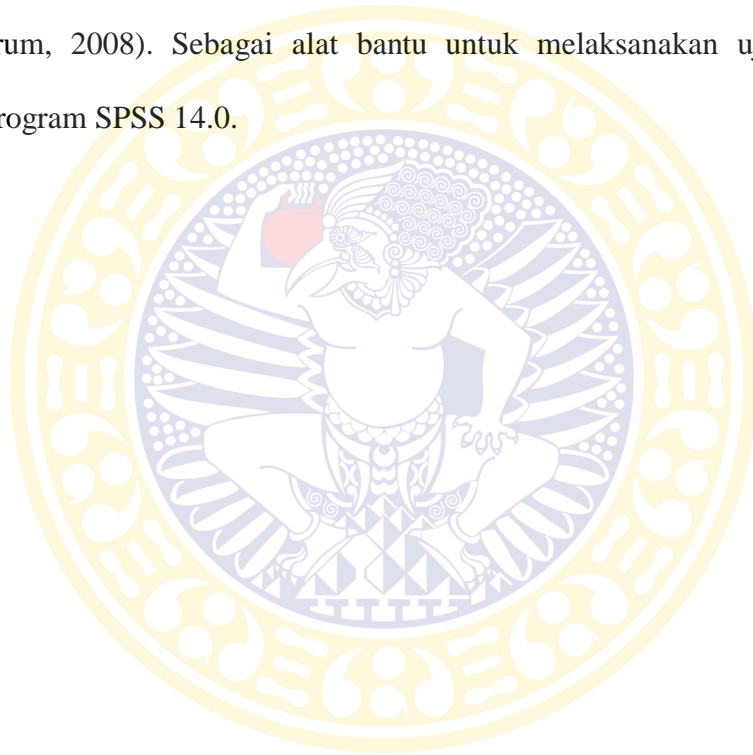 rum, 2008). Sebagai alat bantu untuk melaksanakan u
rogram SPSS 14.0.